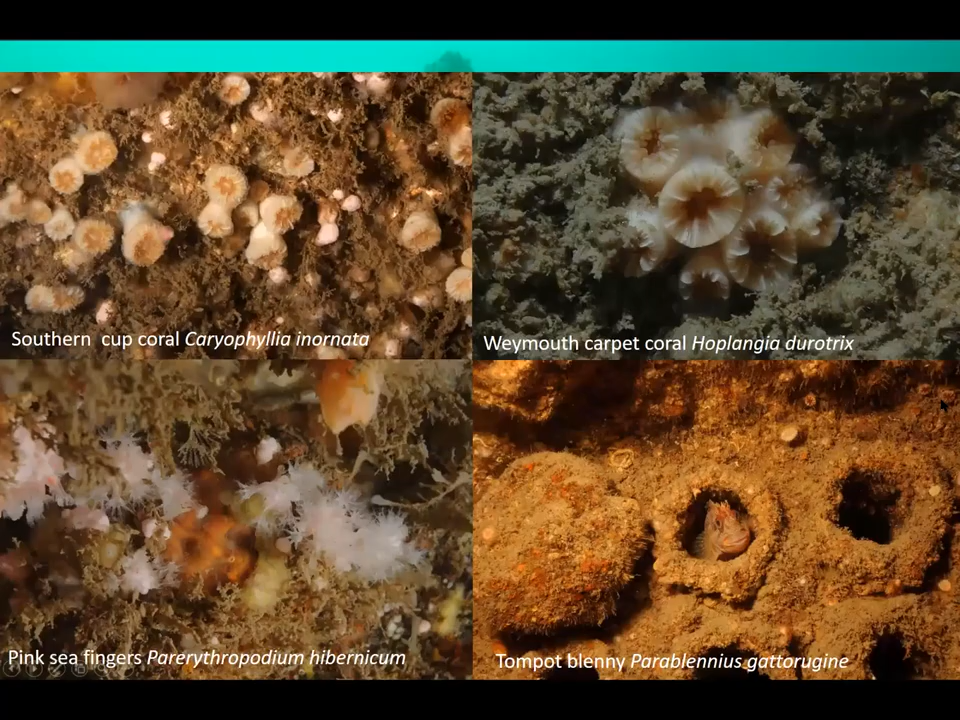 Southern  cup coral Caryophyllia inornata
Weymouth carpet coral Hoplangia durotrix
Pink sea fingers Parerythropodium hibernicum
Tompot blenny Parablennius gattorugine